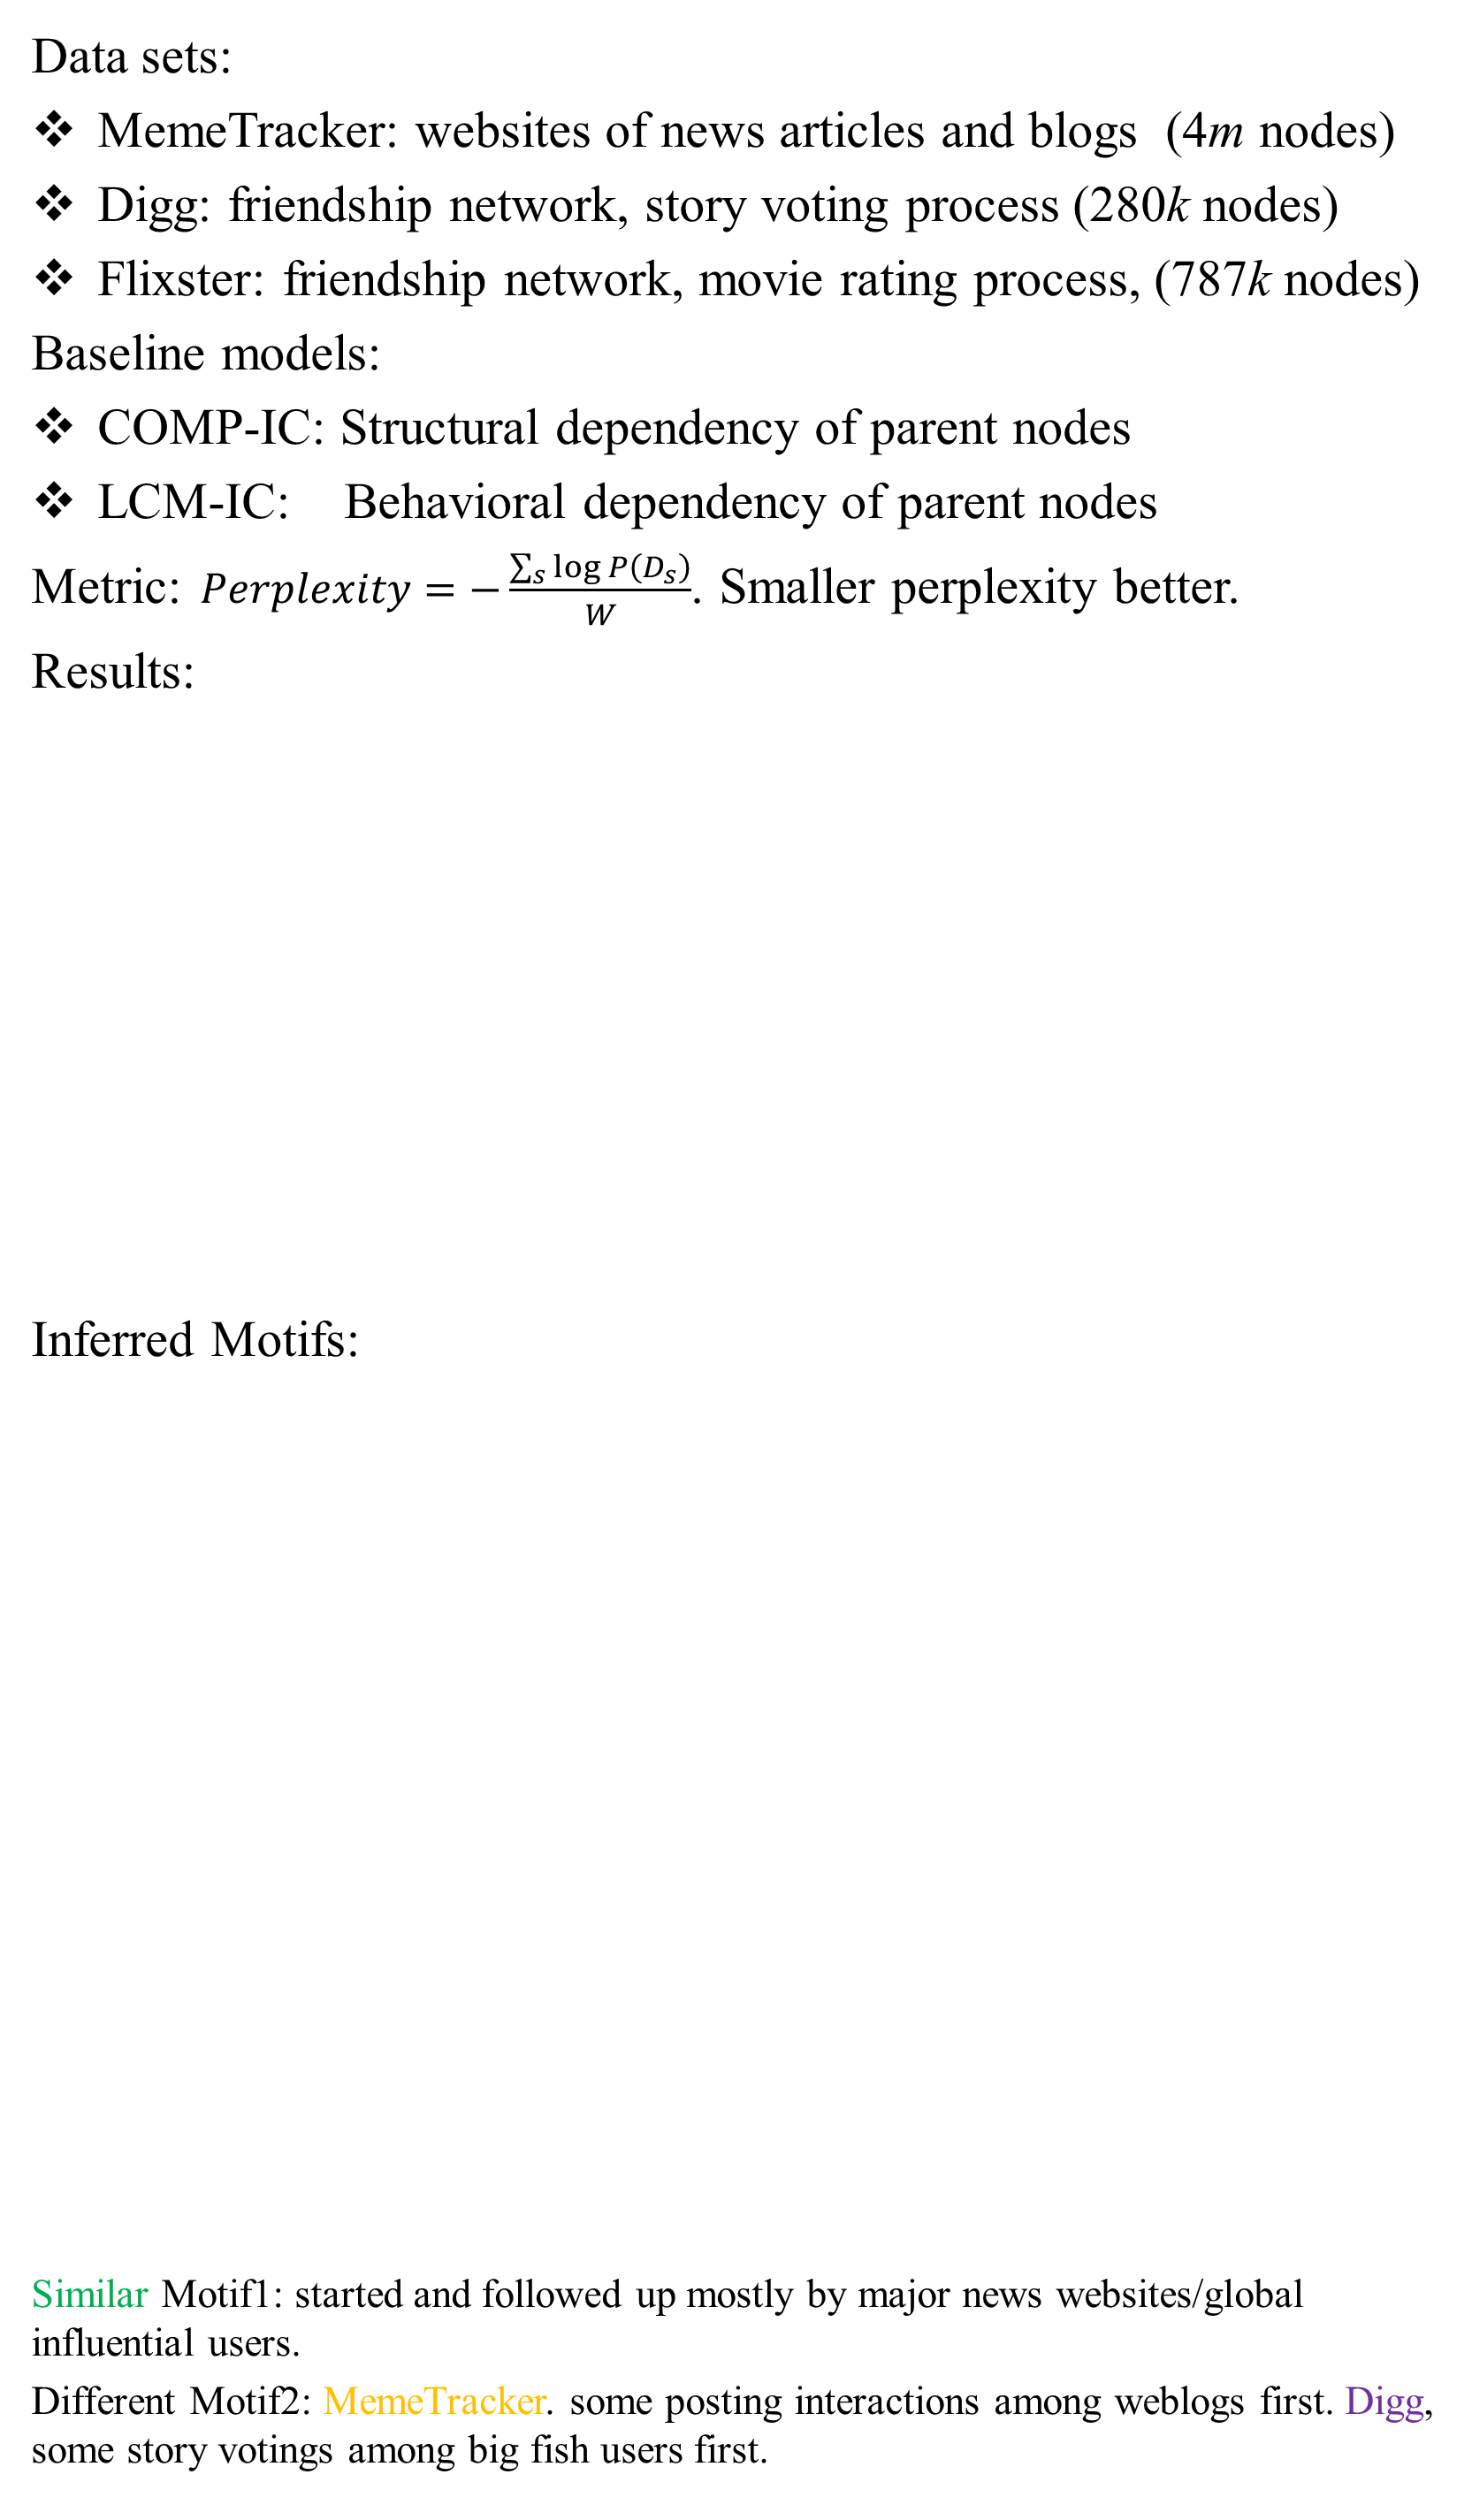 Data sets:
❖ MemeTracker: websites of news articles and blogs (4m nodes)
❖ Digg: friendship network, story voting process (280k nodes)
❖ Flixster: friendship network, movie rating process, (787k nodes)
Baseline models:
❖ COMP-IC: Structural dependency of parent nodes
❖ LCM-IC: Behavioral dependency of parent nodes
Metric: Perplexity = − ∑s log P(Ds) / W. Smaller perplexity better.
Results:
Inferred Motifs:
Similar Motif1: started and followed up mostly by major news websites/global
influential users.
Different Motif2: MemeTracker. some posting interactions among weblogs first. Digg,
some story votings among big fish users first.